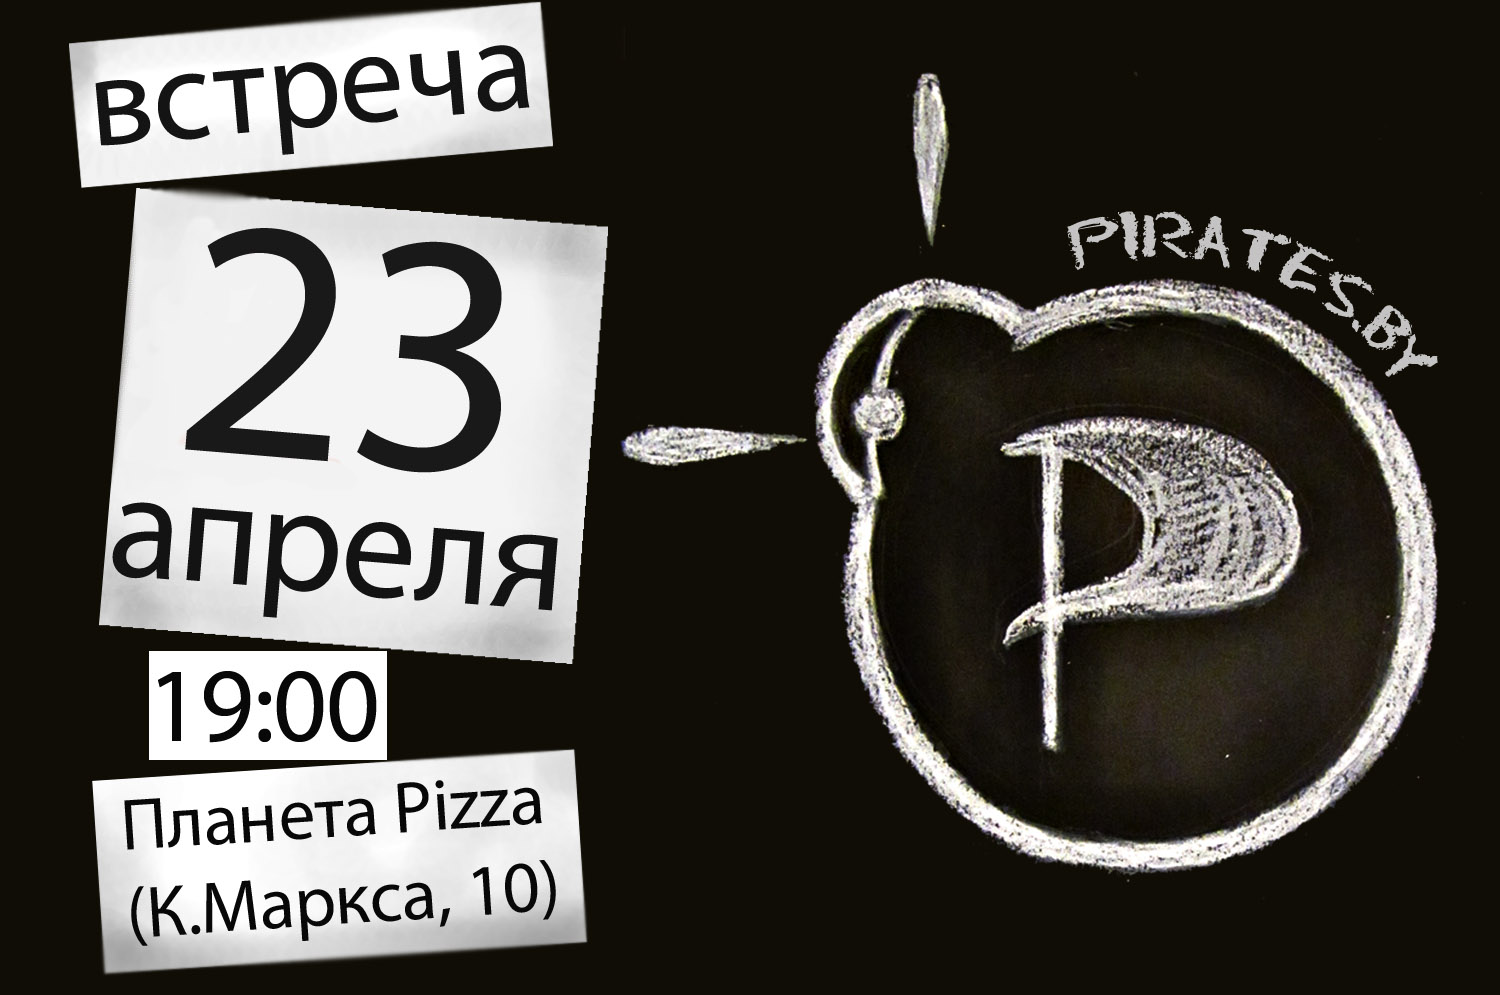 встреча
23
апреля
19:00
Планета Pizza
(К.Маркса, 10)
PIRATES.BY
P